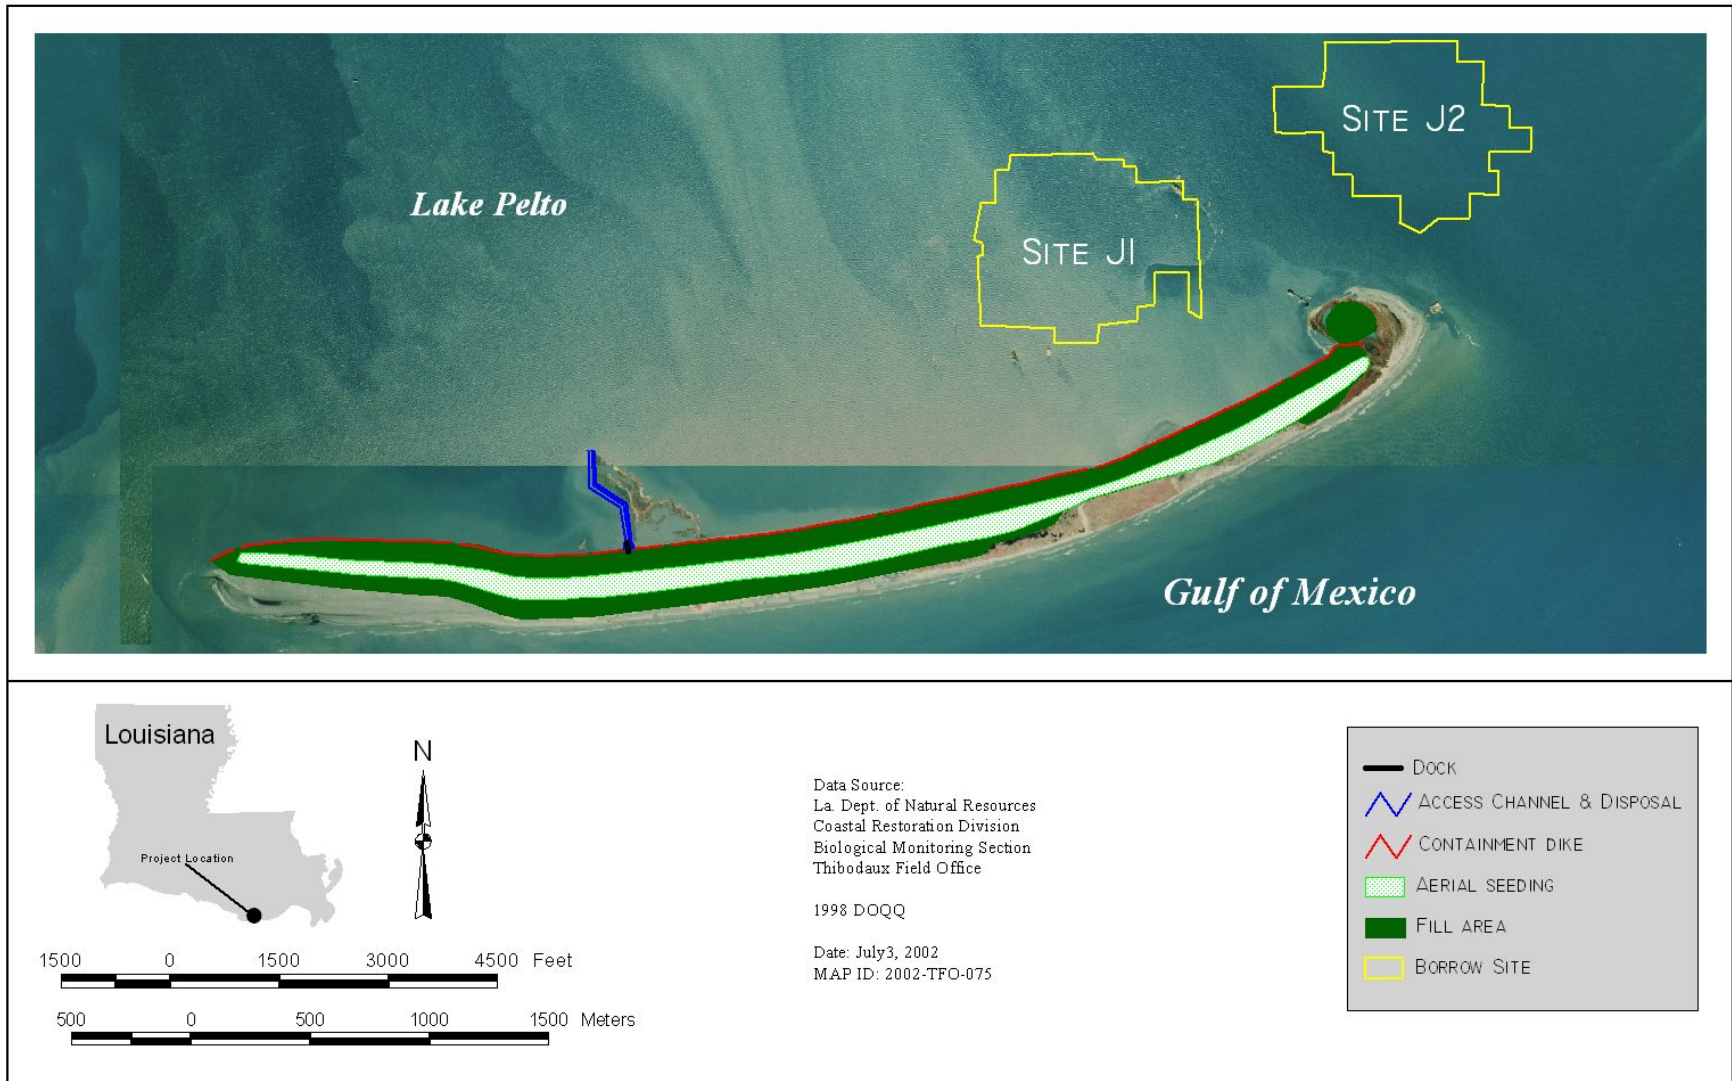 Lake Pelto
SITE J1
SITE J2
Gulf of Mexico
Louisiana
Project Location
N
1500 0 1500 3000 4500 Feet
500 0 500 1000 1500 Meters
Data Source:
La. Dept. of Natural Resources
Coastal Restoration Division
Biological Monitoring Section
Thibodaux Field Office
1998 DOQQ
Date: July3, 2002
MAP ID: 2002-TFO-075
DOCK
ACCESS CHANNEL & DISPOSAL
CONTAINMENT DIKE
AERIAL SEEDING
FILL AREA
BORROW SITE